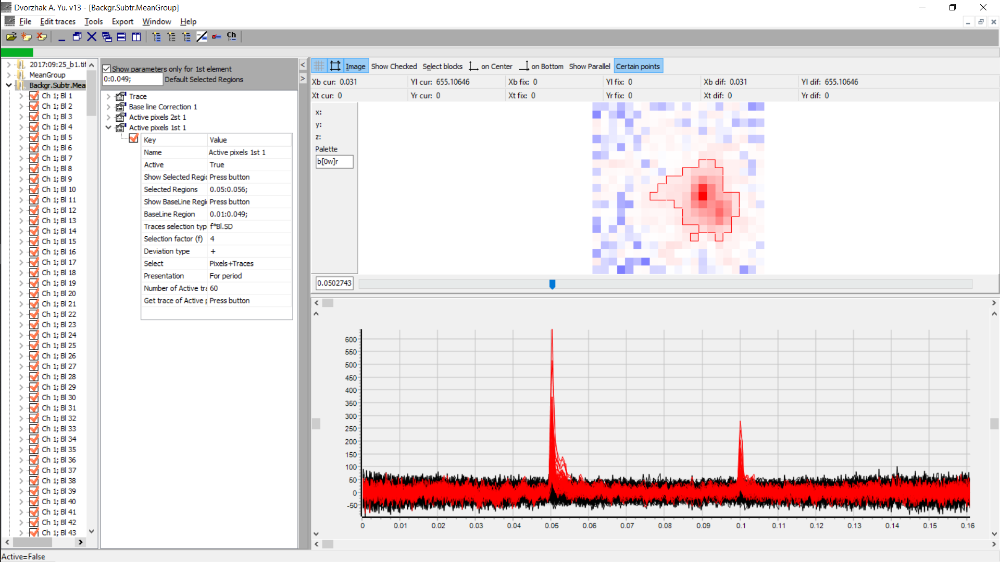 Dvorzhak A. Yu. v13 - [Backgr.Subtr.MeanGroup]
File Edit traces Tools Export Window Help
Ch
2017:09:25_b1.tif
MeanGroup
Backgr.Subtr.Mea
Ch 1; Bl 1
Ch 1; Bl 2
Ch 1; Bl 3
Ch 1; Bl 4
Ch 1; Bl 5
Ch 1; Bl 6
Ch 1; Bl 7
Ch 1; Bl 8
Ch 1; Bl 9
Ch 1; Bl 10
Ch 1; Bl 11
Ch 1; Bl 12
Ch 1; Bl 13
Ch 1; Bl 14
Ch 1; Bl 15
Ch 1; Bl 16
Ch 1; Bl 17
Ch 1; Bl 18
Ch 1; Bl 19
Ch 1; Bl 20
Ch 1; Bl 21
Ch 1; Bl 22
Ch 1; Bl 23
Ch 1; Bl 24
Ch 1; Bl 25
Ch 1; Bl 26
Ch 1; Bl 27
Ch 1; Bl 28
Ch 1; Bl 29
Ch 1; Bl 30
Ch 1; Bl 31
Ch 1; Bl 32
Ch 1; Bl 33
Ch 1; Bl 34
Ch 1; Bl 35
Ch 1; Bl 36
Ch 1; Bl 37
Ch 1; Bl 38
Ch 1; Bl 39
Ch 1; Bl 40
Ch 1; Bl 41
Ch 1; Bl 42
Ch 1; Bl 43
Show parameters only for 1st element
0:0.049; Default Selected Regions
Trace
Base line Correction 1
Active pixels 2st 1
Active pixels 1st 1
Key Value
Name Active pixels 1st 1
Active True
Show Selected Regi Press button
Selected Regions 0.05:0.056;
Show BaseLine Regi Press button
BaseLine Region 0.01:0.049;
Traces selection typ f*Bl.SD
Selection factor (f) 4
Deviation type +
Select Pixels+Traces
Presentation For period
Number of Active tra 60
Get trace of Active p Press button
Image Show Checked Select blocks on Center on Bottom Show Parallel Certain points
Xb cur: 0.031 Yl cur: 655.10646 Xb fix: 0 Yl fix: 0 Xb dif: 0.031 Yl dif: 655.10646
Xt cur: 0 Yr cur: 0 Xt fix: 0 Yr fix: 0 Xt dif: 0 Yr dif: 0
x:
y:
z:
Palette
b[0w]r
0.0502743
600
550
500
450
400
350
300
250
200
150
100
50
0
-50
0 0.01 0.02 0.03 0.04 0.05 0.06 0.07 0.08 0.09 0.1 0.11 0.12 0.13 0.14 0.15 0.16
Active=False